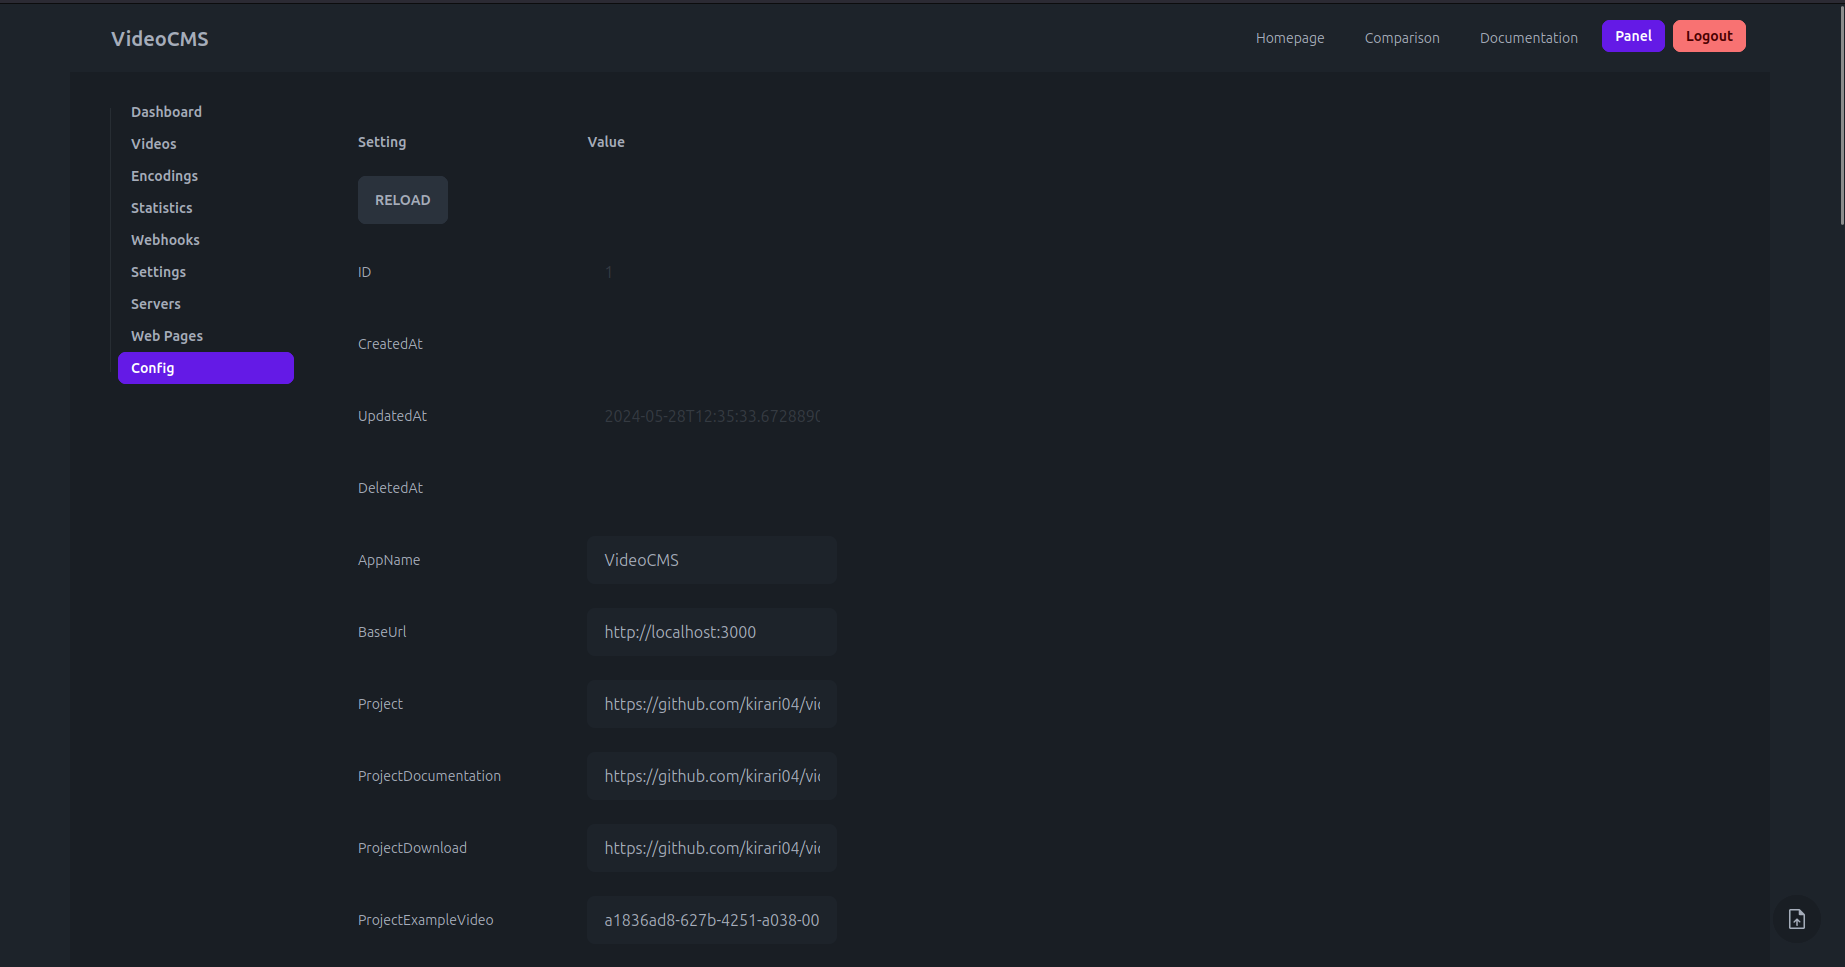 VideoCMS
Homepage Comparison Documentation Panel Logout
Dashboard
Videos
Encodings
Statistics
Webhooks
Settings
Servers
Web Pages
Config
Setting Value
RELOAD
ID 1
CreatedAt
UpdatedAt 2024-05-28T12:35:33.672889
DeletedAt
AppName VideoCMS
BaseUrl http://localhost:3000
Project https://github.com/kirari04/vi
ProjectDocumentation https://github.com/kirari04/vi
ProjectDownload https://github.com/kirari04/vi
ProjectExampleVideo a1836ad8-627b-4251-a038-00